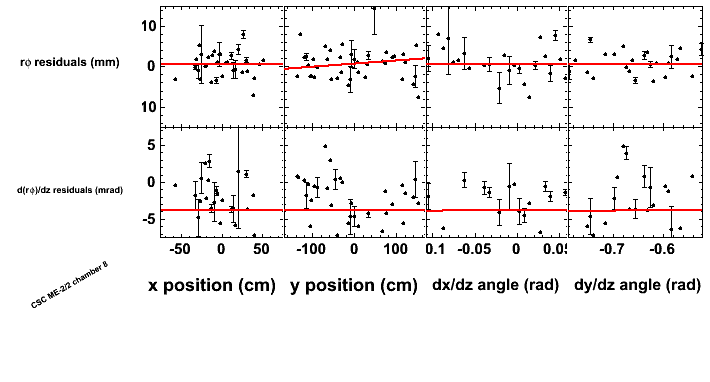 15
rϕ residuals (mm)
0
10
5
d(rϕ)/dz residuals (mrad)
0
-5
-50 0 50 -100 0 100 0.1 -0.05 0 0.05 -0.7 -0.6
x position (cm) y position (cm) dx/dz angle (rad) dy/dz angle (rad)
CSC ME-2/2 chamber 8